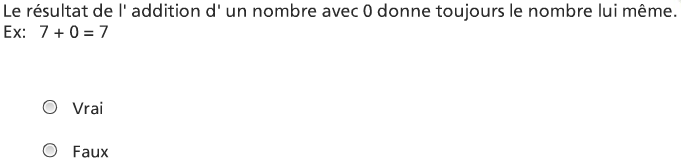 Le résultat de l' addition d' un nombre avec 0 donne toujours le nombre lui même.
Ex: 7 + 0 = 7
Vrai
Faux